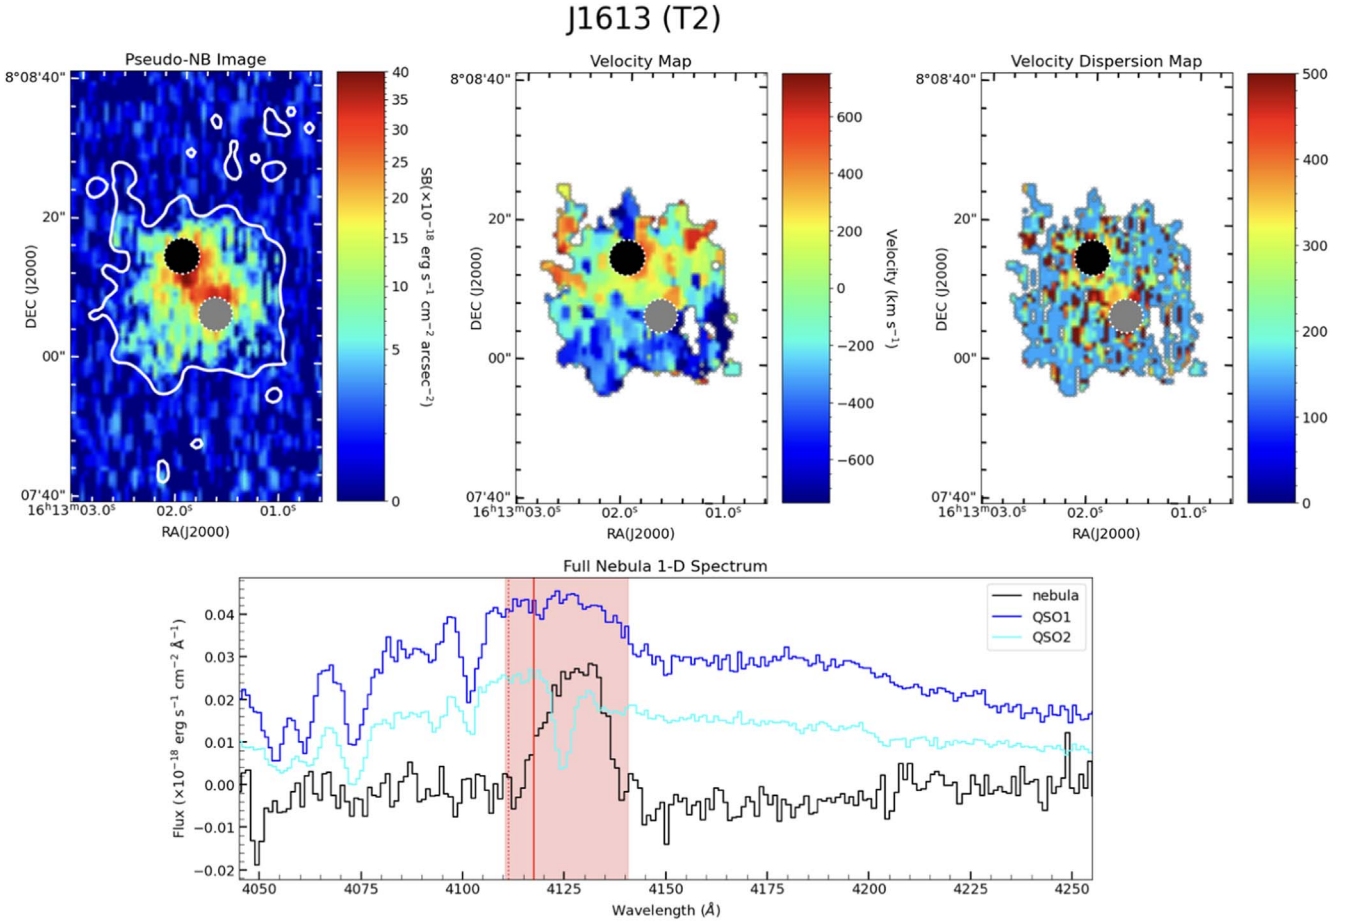 J1613 (T2)
Pseudo-NB Image
8°08'40"
20"
00"
07'40"
DEC (J2000)
16ʰ13ᵐ03.0ˢ 02.0ˢ 01.0ˢ
RA(J2000)
40
35
30
25
20
15
10
5
0
SB(×10⁻¹⁸ erg s⁻¹ cm⁻² arcsec⁻²)
Velocity Map
8°08'40"
20"
00"
07'40"
DEC (J2000)
16ʰ13ᵐ03.0ˢ 02.0ˢ 01.0ˢ
RA(J2000)
600
400
200
0
−200
−400
−600
Velocity (km s⁻¹)
Velocity Dispersion Map
8°08'40"
20"
00"
07'40"
DEC (J2000)
16ʰ13ᵐ03.0ˢ 02.0ˢ 01.0ˢ
RA(J2000)
500
400
300
200
100
0
Full Nebula 1-D Spectrum
nebula
QSO1
QSO2
0.04
0.03
0.02
0.01
0.00
−0.01
−0.02
Flux (×10⁻¹⁸ erg s⁻¹ cm⁻² Å⁻¹)
4050 4075 4100 4125 4150 4175 4200 4225 4250
Wavelength (Å)